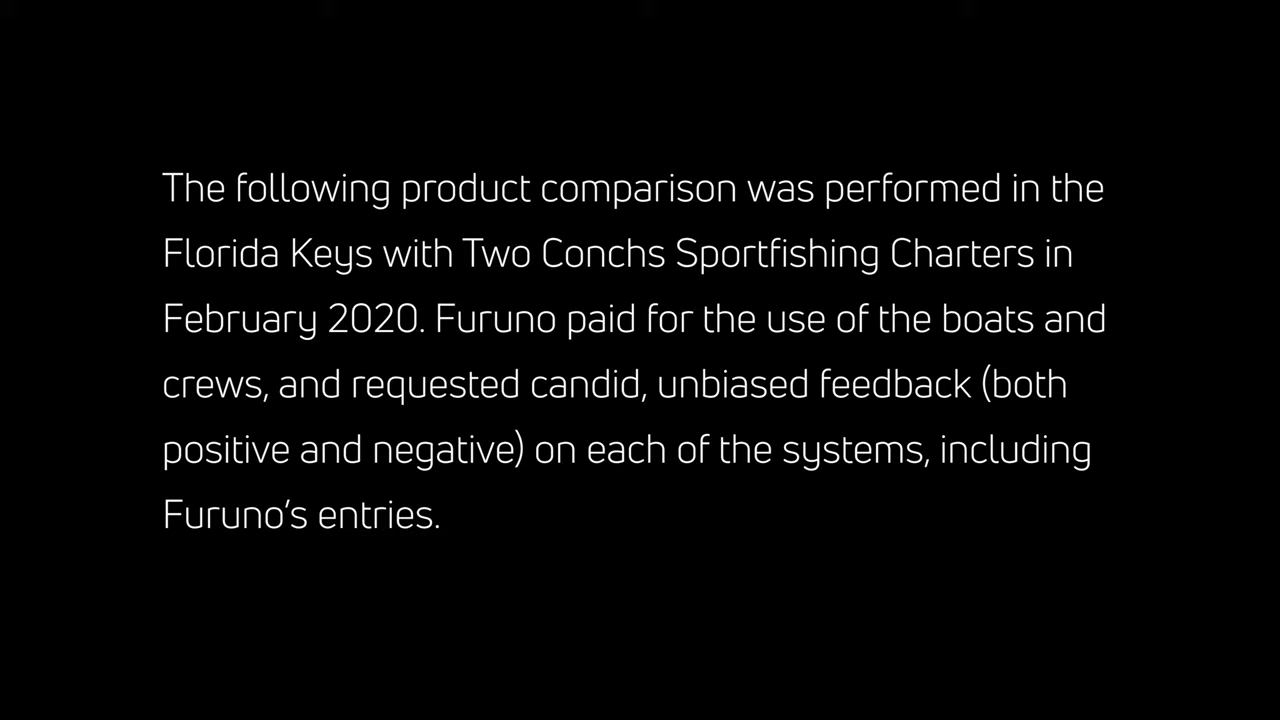 The following product comparison was performed in the
Florida Keys with Two Conchs Sportfishing Charters in
February 2020. Furuno paid for the use of the boats and
crews, and requested candid, unbiased feedback (both
positive and negative) on each of the systems, including
Furuno’s entries.